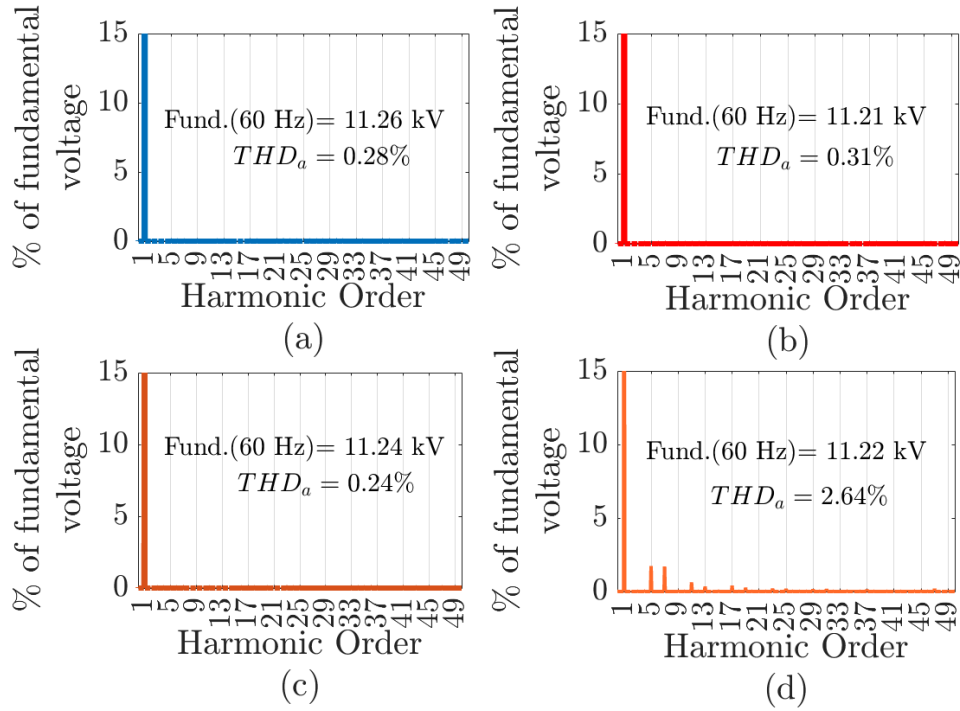 % of fundamental
voltage
15
10
5
0
Fund.(60 Hz)= 11.26 kV
THD_a = 0.28%
1 5 9 13 17 21 25 29 33 37 41 45 49
Harmonic Order
(a)
% of fundamental
voltage
15
10
5
0
Fund.(60 Hz)= 11.21 kV
THD_a = 0.31%
1 5 9 13 17 21 25 29 33 37 41 45 49
Harmonic Order
(b)
% of fundamental
voltage
15
10
5
0
Fund.(60 Hz)= 11.24 kV
THD_a = 0.24%
1 5 9 13 17 21 25 29 33 37 41 45 49
Harmonic Order
(c)
% of fundamental
voltage
15
10
5
0
Fund.(60 Hz)= 11.22 kV
THD_a = 2.64%
1 5 9 13 17 21 25 29 33 37 41 45 49
Harmonic Order
(d)